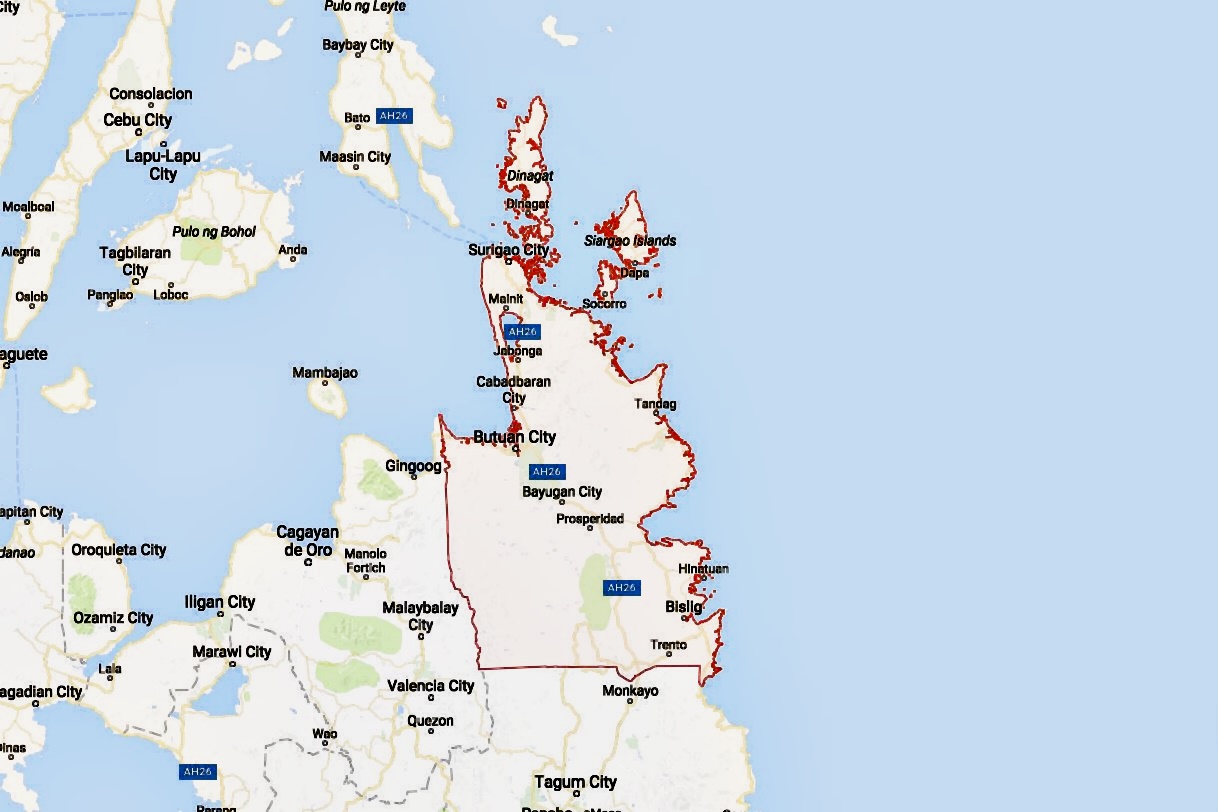 City
Pulo ng Leyte
Baybay City
Consolacion
Cebu City
Bato
AH26
Maasin City
Lapu-Lapu
City
Dinagat
Dinagat
Moalboal
Pulo ng Bohol
Siargao Islands
Alegría
Tagbilaran
City
Anda
Surigao City
Dapa
Oslob
Panglao
Loboc
Mainit
Socorro
AH26
aguete
Jabonga
Mambajao
Cabadbaran
City
Tandag
Butuan City
Gingoog
AH26
Bayugan City
apitan City
Prosperidad
Cagayan
de Oro
danao
Oroquieta City
Manolo
Fortich
Hinatuan
AH26
Iligan City
Malaybalay
City
Bislig
Ozamiz City
Marawi City
Trento
Lala
agadian City
Valencia City
Monkayo
Quezon
Wao
inas
AH26
Tagum City
Parang